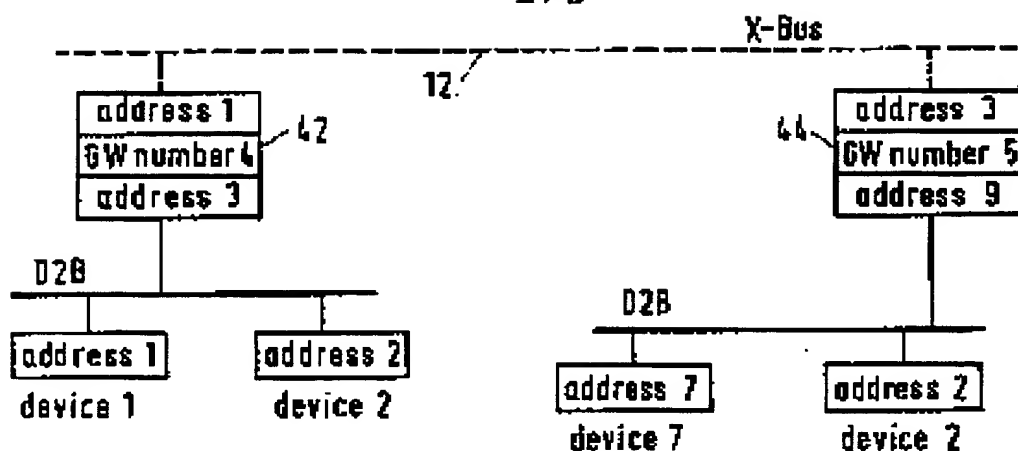 X-Bus
12.
address 1
GW number 4
address 3
42
44
address 3
GW number 5
address 9
D2B
address 1
address 2
device 1
device 2
D2B
address 7
address 2
device 7
device 2